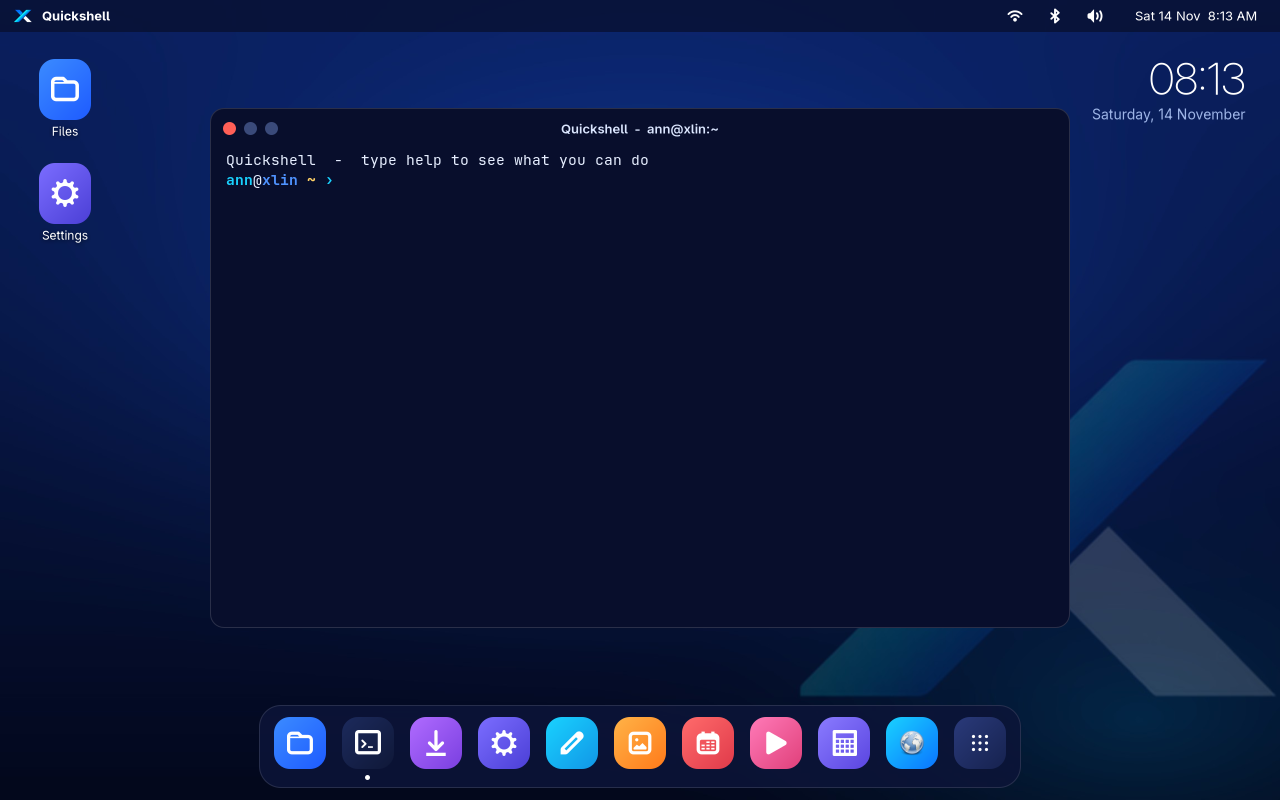 Quickshell
Sat 14 Nov 8:13 AM
Files
Settings
08:13
Saturday, 14 November
Quickshell - ann@xlin:~
Quickshell - type help to see what you can do
ann@xlin ~ ›